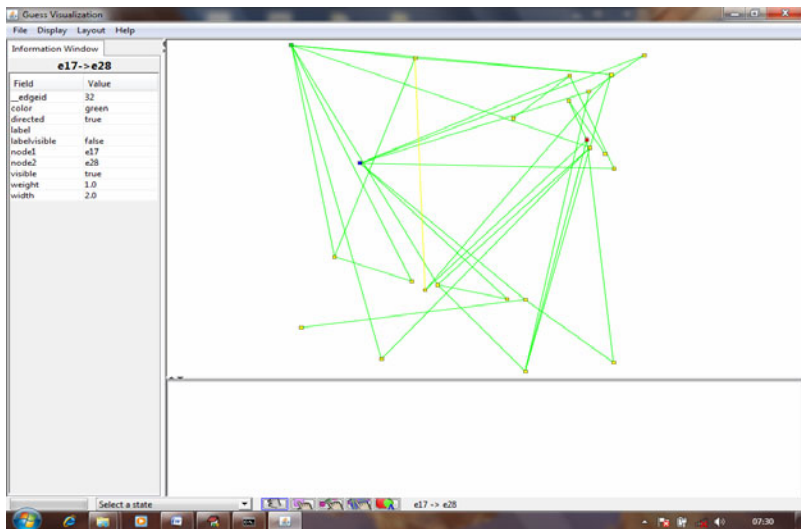 Guess Visualization
File Display Layout Help
Information Window
e17->e28
Field Value
__edgeid 32
color green
directed true
label
labelvisible false
node1 e17
node2 e28
visible true
weight 1.0
width 2.0
Select a state
e17 -> e28
07:30